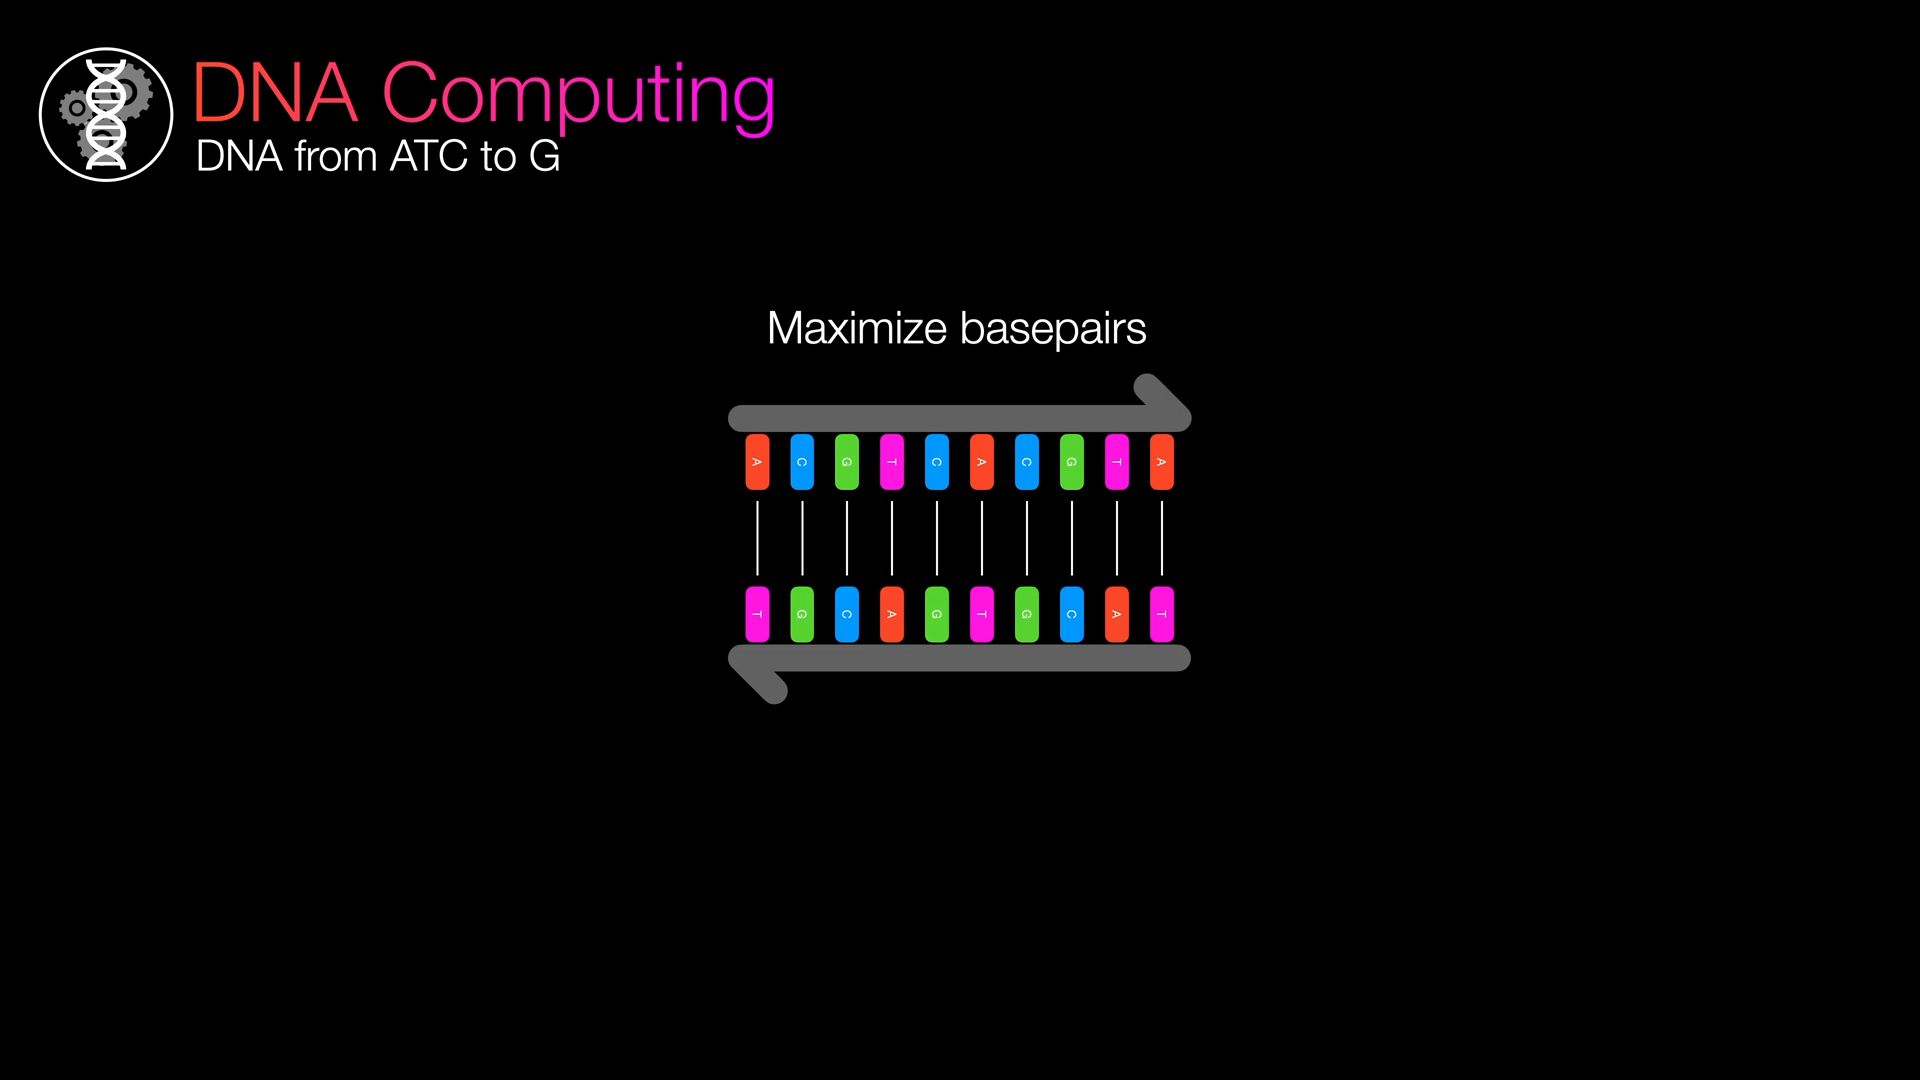 DNA Computing
DNA from ATC to G
Maximize basepairs
A C G T C A C G T A
T G C A G T G C A T